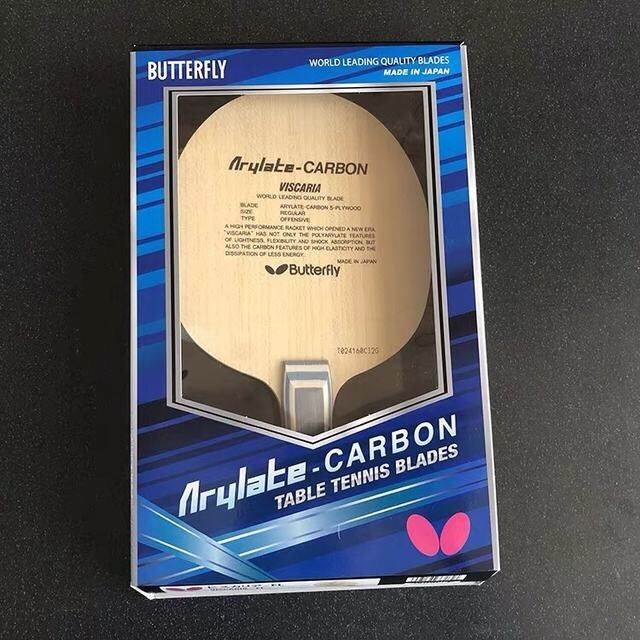 BUTTERFLY
WORLD LEADING QUALITY BLADES
MADE IN JAPAN
Arylate-CARBON
VISCARIA
WORLD LEADING QUALITY BLADE
BLADE ARYLATE-CARBON 5-PLYWOOD
SIZE REGULAR
TYPE OFFENSIVE
A HIGH PERFORMANCE RACKET WHICH OPENED A NEW ERA.
"VISCARIA" HAS NOT ONLY THE POLYARYLATE FEATURES
OF LIGHTNESS, FLEXIBILITY AND SHOCK ABSORPTION, BUT
ALSO THE CARBON FEATURES OF HIGH ELASTICITY AND THE
DISSIPATION OF LESS ENERGY.
MADE IN JAPAN
Butterfly
Arylate-CARBON
TABLE TENNIS BLADES